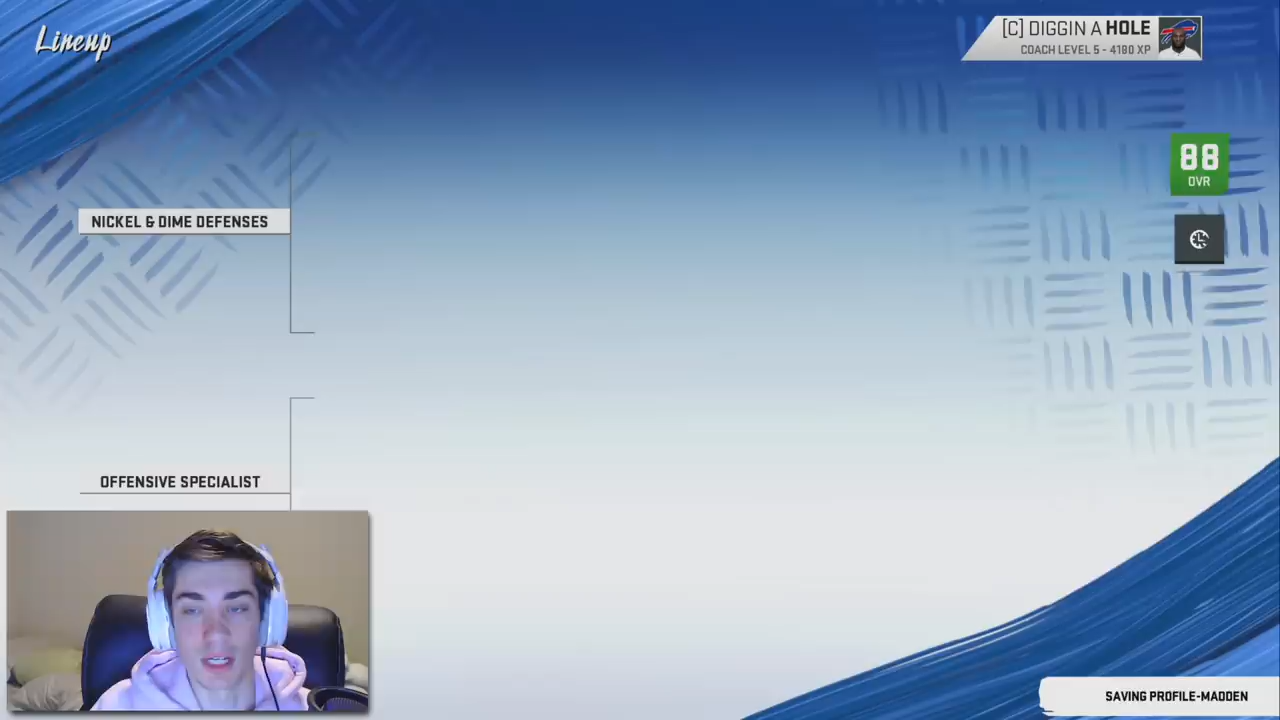 Lineup
[C] DIGGIN A HOLE
COACH LEVEL 5 - 4180 XP
88
OVR
NICKEL & DIME DEFENSES
OFFENSIVE SPECIALIST
SAVING PROFILE-MADDEN